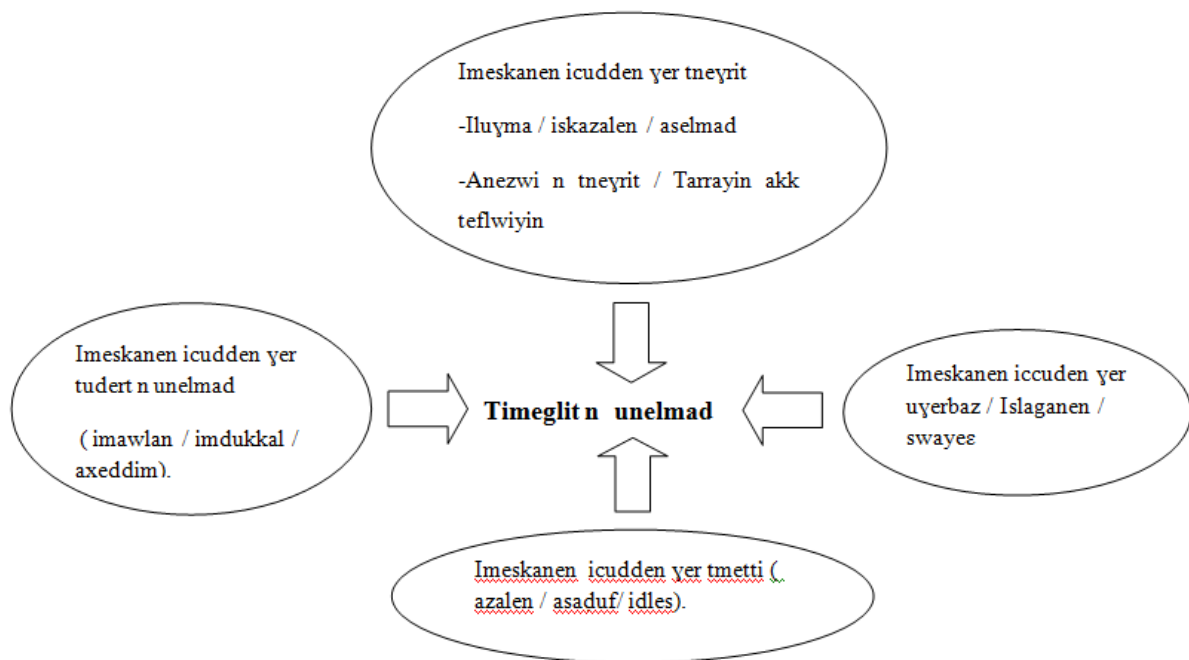 Imeskanen icudden ɣer tneɣrit
-Iluɣma / iskazalen / aselmad
-Anezwi n tneɣrit / Tarrayin akk
teflwiyin
Imeskanen icudden ɣer
tudert n unelmad
( imawlan / imdukkal /
axeddim).
Timeglit n unelmad
Imeskanen iccuden ɣer
uɣerbaz / Islaganen /
swayeɛ
Imeskanen icudden ɣer tmetti (
azalen / asaduf/ idles).